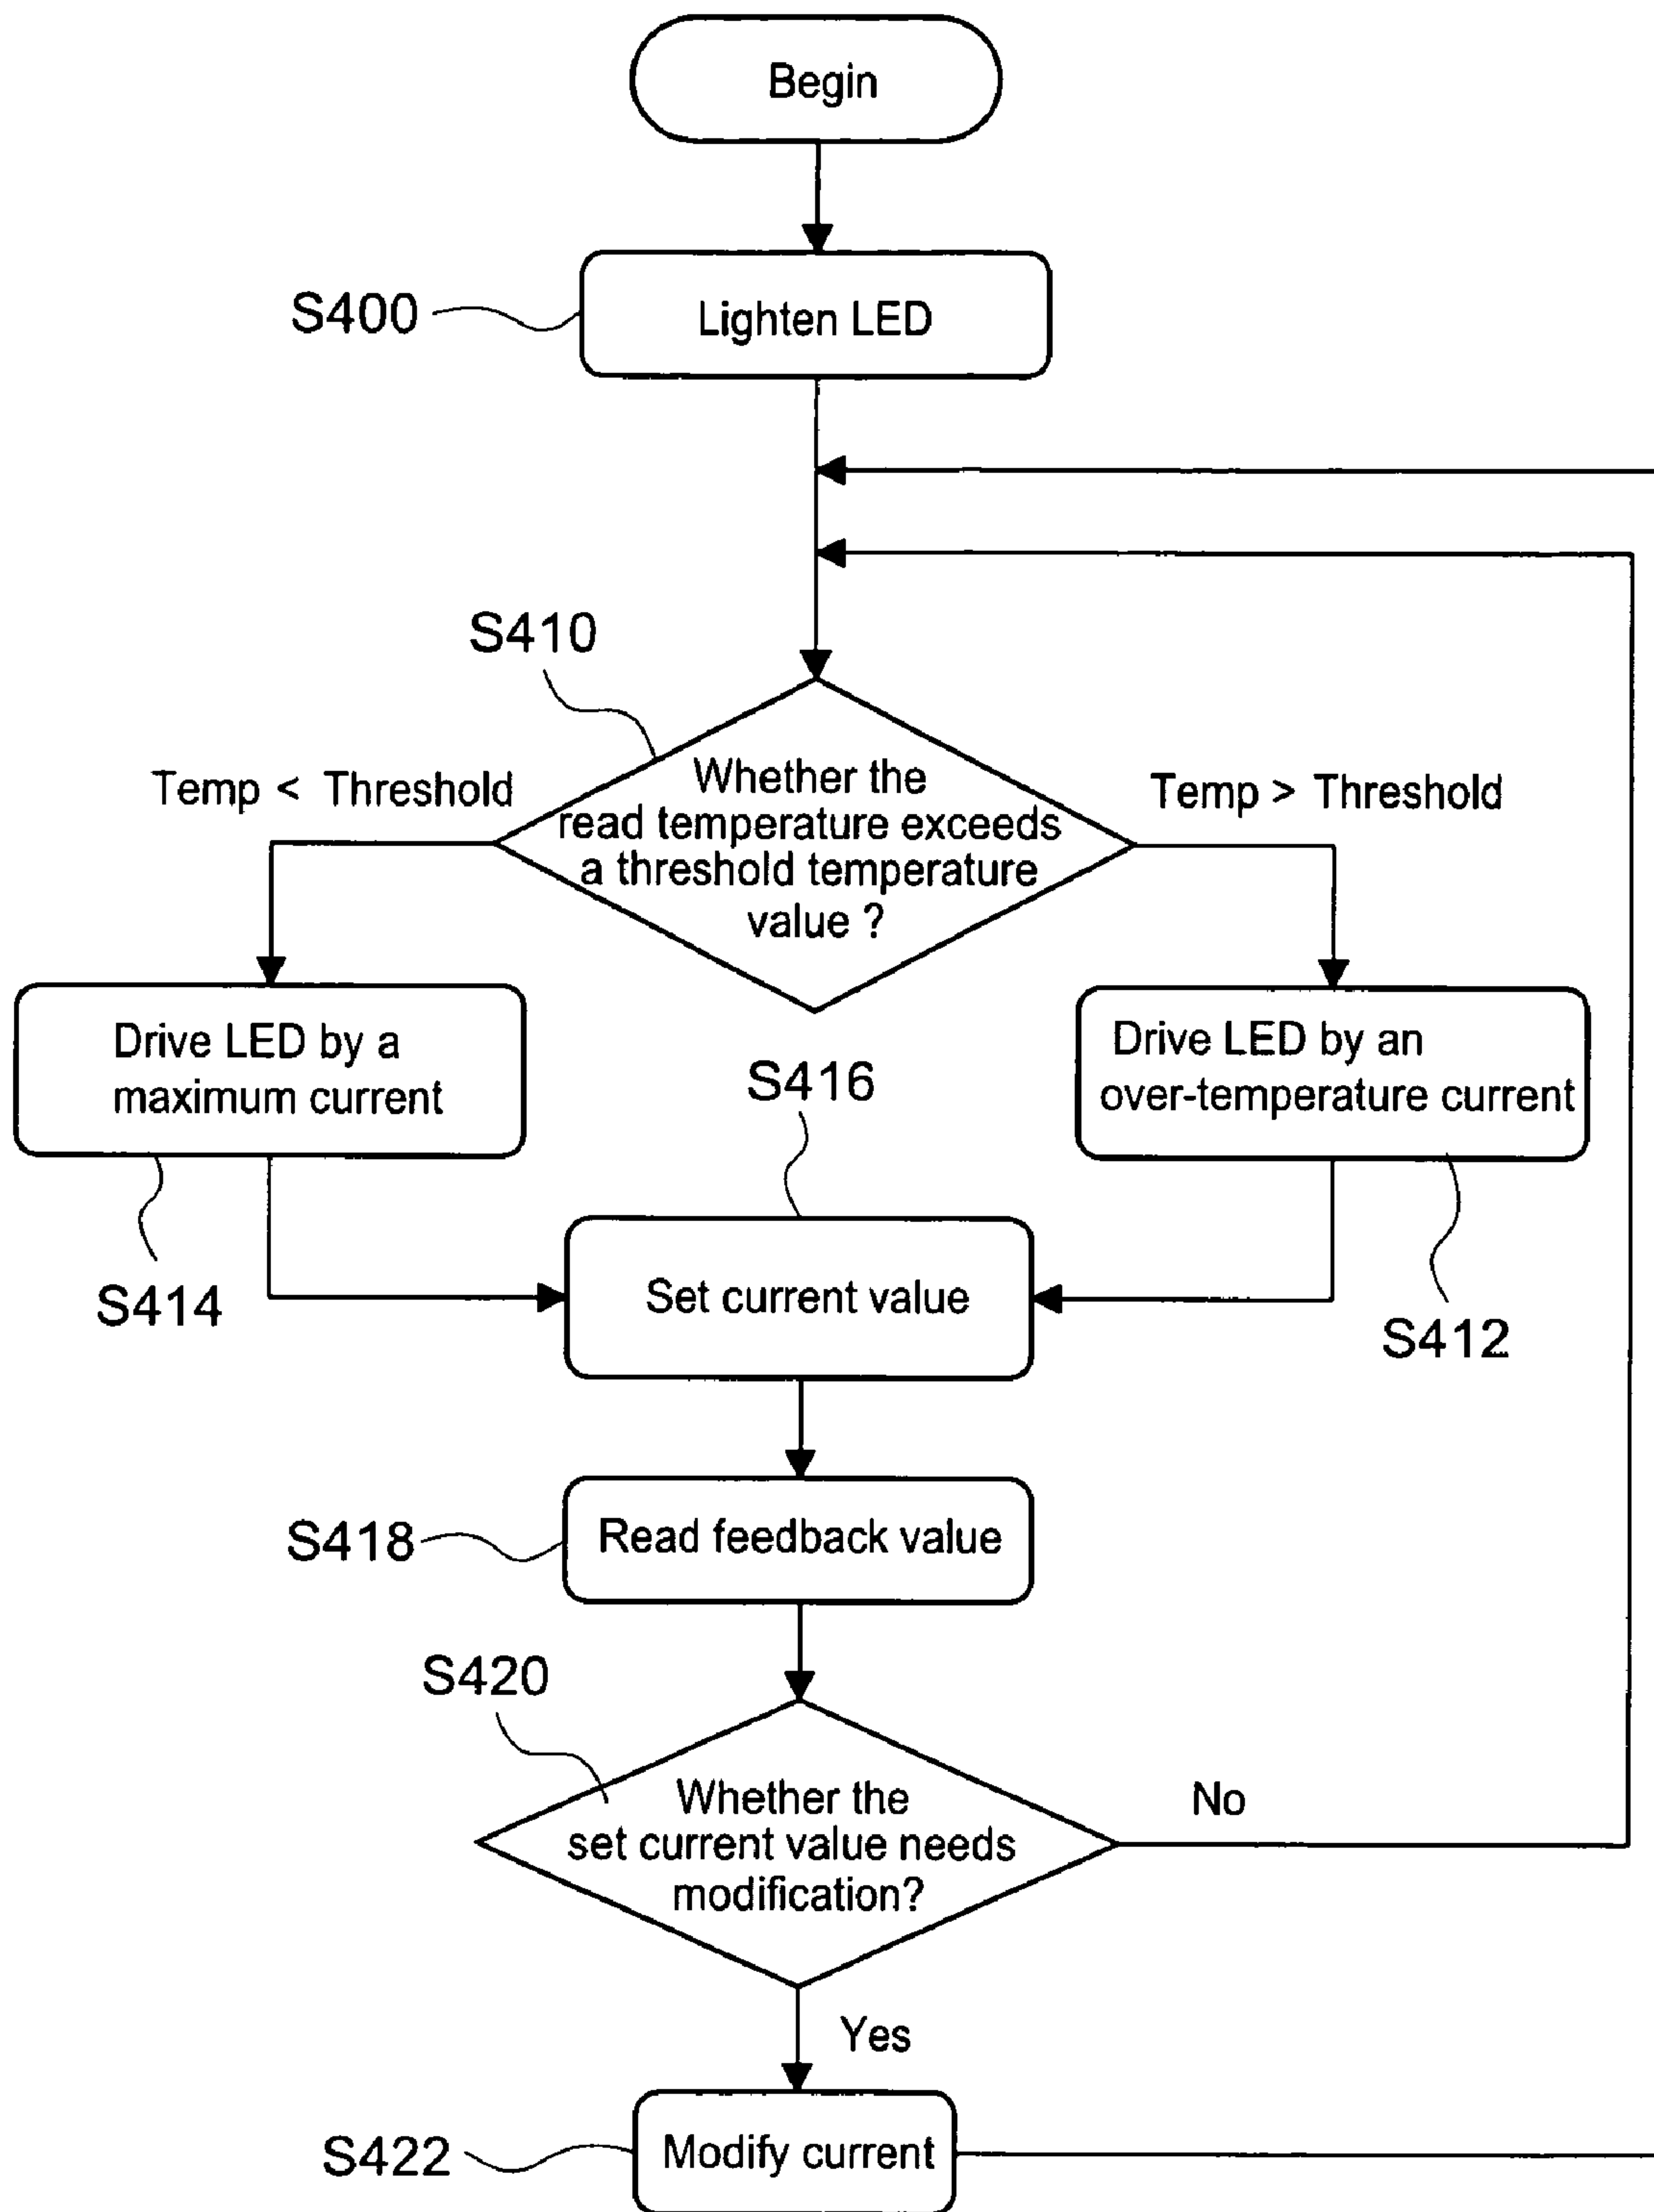 Begin
S400
Lighten LED
S410
Whether the
read temperature exceeds
a threshold temperature
value ?
Temp < Threshold
Temp > Threshold
Drive LED by a
maximum current
Drive LED by an
over-temperature current
S416
S414
Set current value
S412
S418
Read feedback value
S420
Whether the
set current value needs
modification?
No
Yes
S422
Modify current